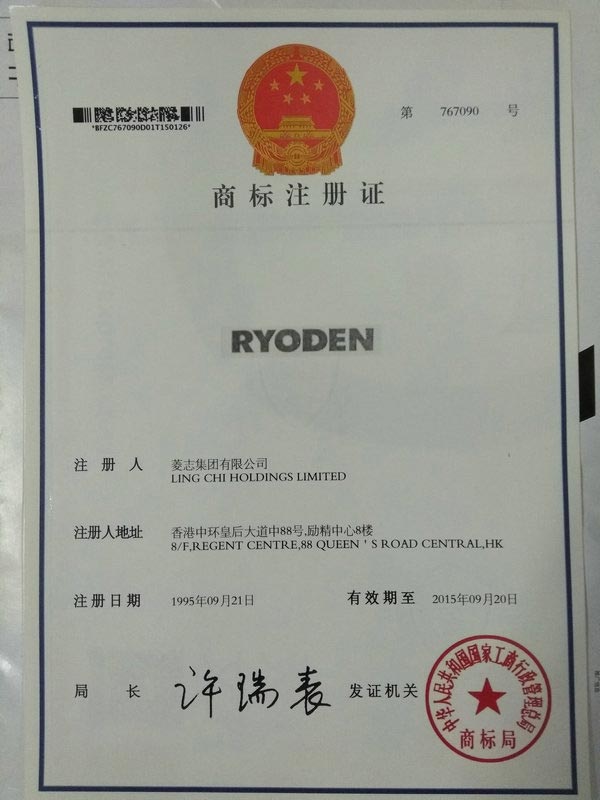 *BFZC767090D01T150126*
第 767090 号
商标注册证
RYODEN
注册人 菱志集团有限公司
LING CHI HOLDINGS LIMITED
注册人地址 香港中环皇后大道中88号,励精中心8楼
8/F,REGENT CENTRE,88 QUEEN'S ROAD CENTRAL,HK
注册日期 1995年09月21日 有效期至 2015年09月20日
局长 许瑞表 发证机关
中华人民共和国国家工商行政管理总局
商标局